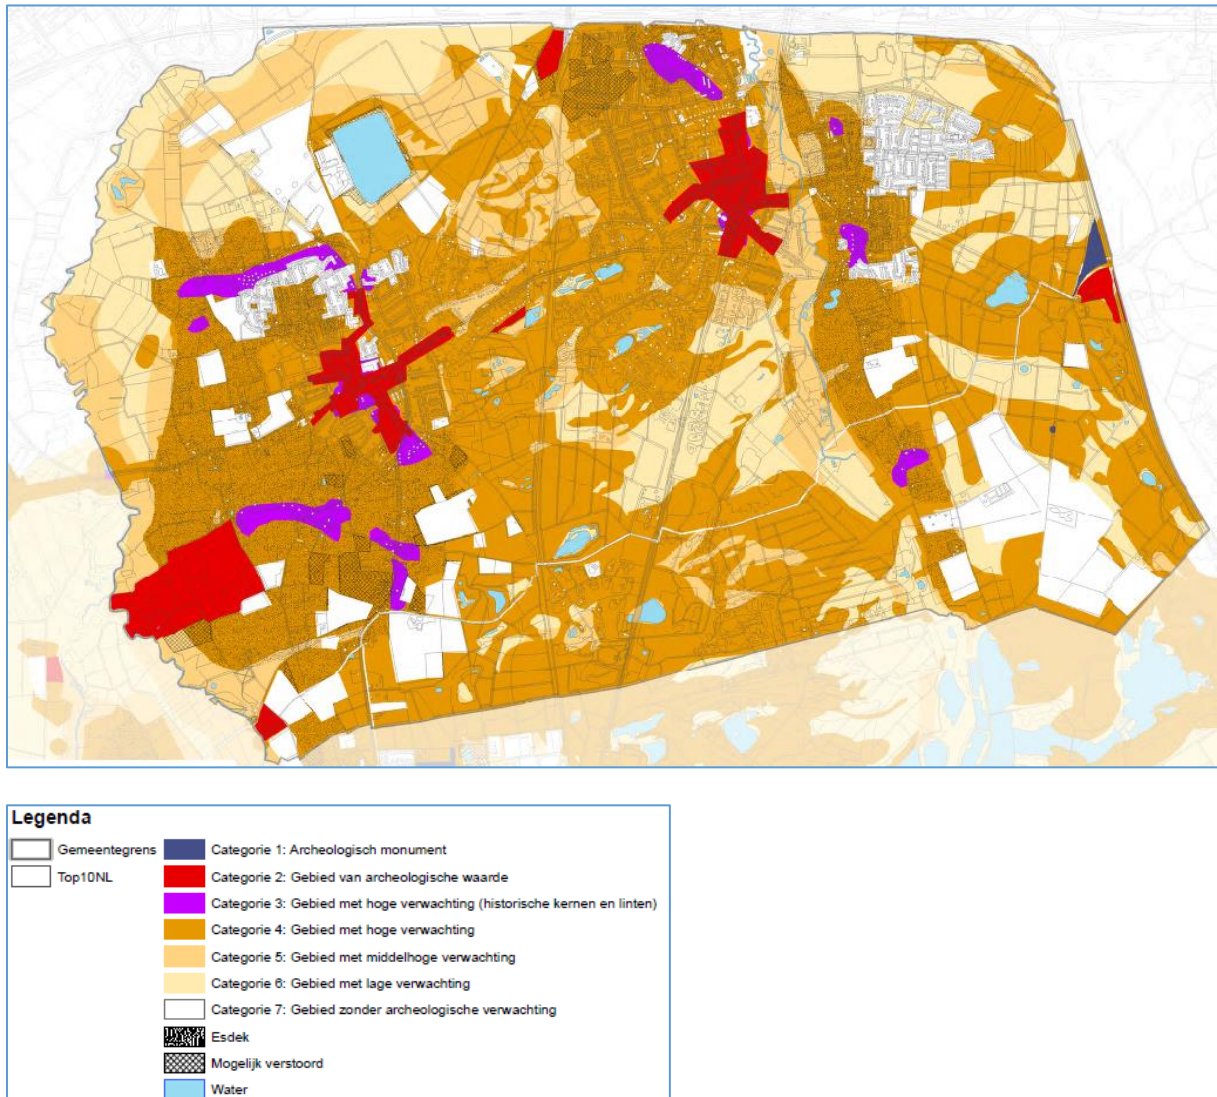 Legenda
Gemeentegrens
Top10NL
Categorie 1: Archeologisch monument
Categorie 2: Gebied van archeologische waarde
Categorie 3: Gebied met hoge verwachting (historische kernen en linten)
Categorie 4: Gebied met hoge verwachting
Categorie 5: Gebied met middelhoge verwachting
Categorie 6: Gebied met lage verwachting
Categorie 7: Gebied zonder archeologische verwachting
Esdek
Mogelijk verstoord
Water